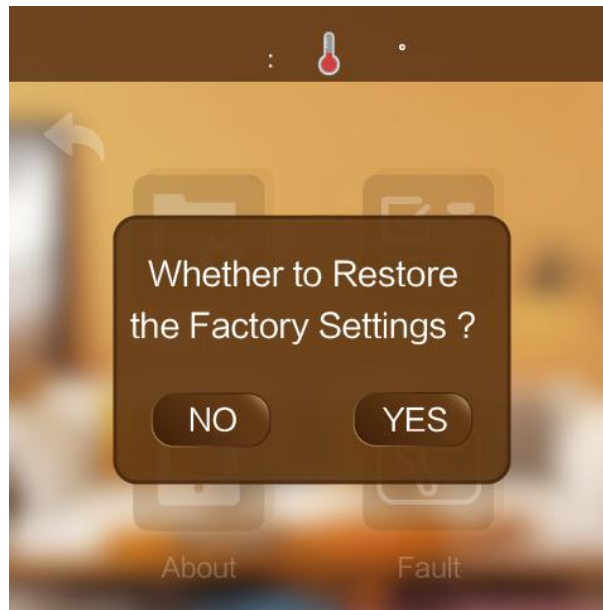 : °
Whether to Restore
the Factory Settings ?
NO YES
About Fault